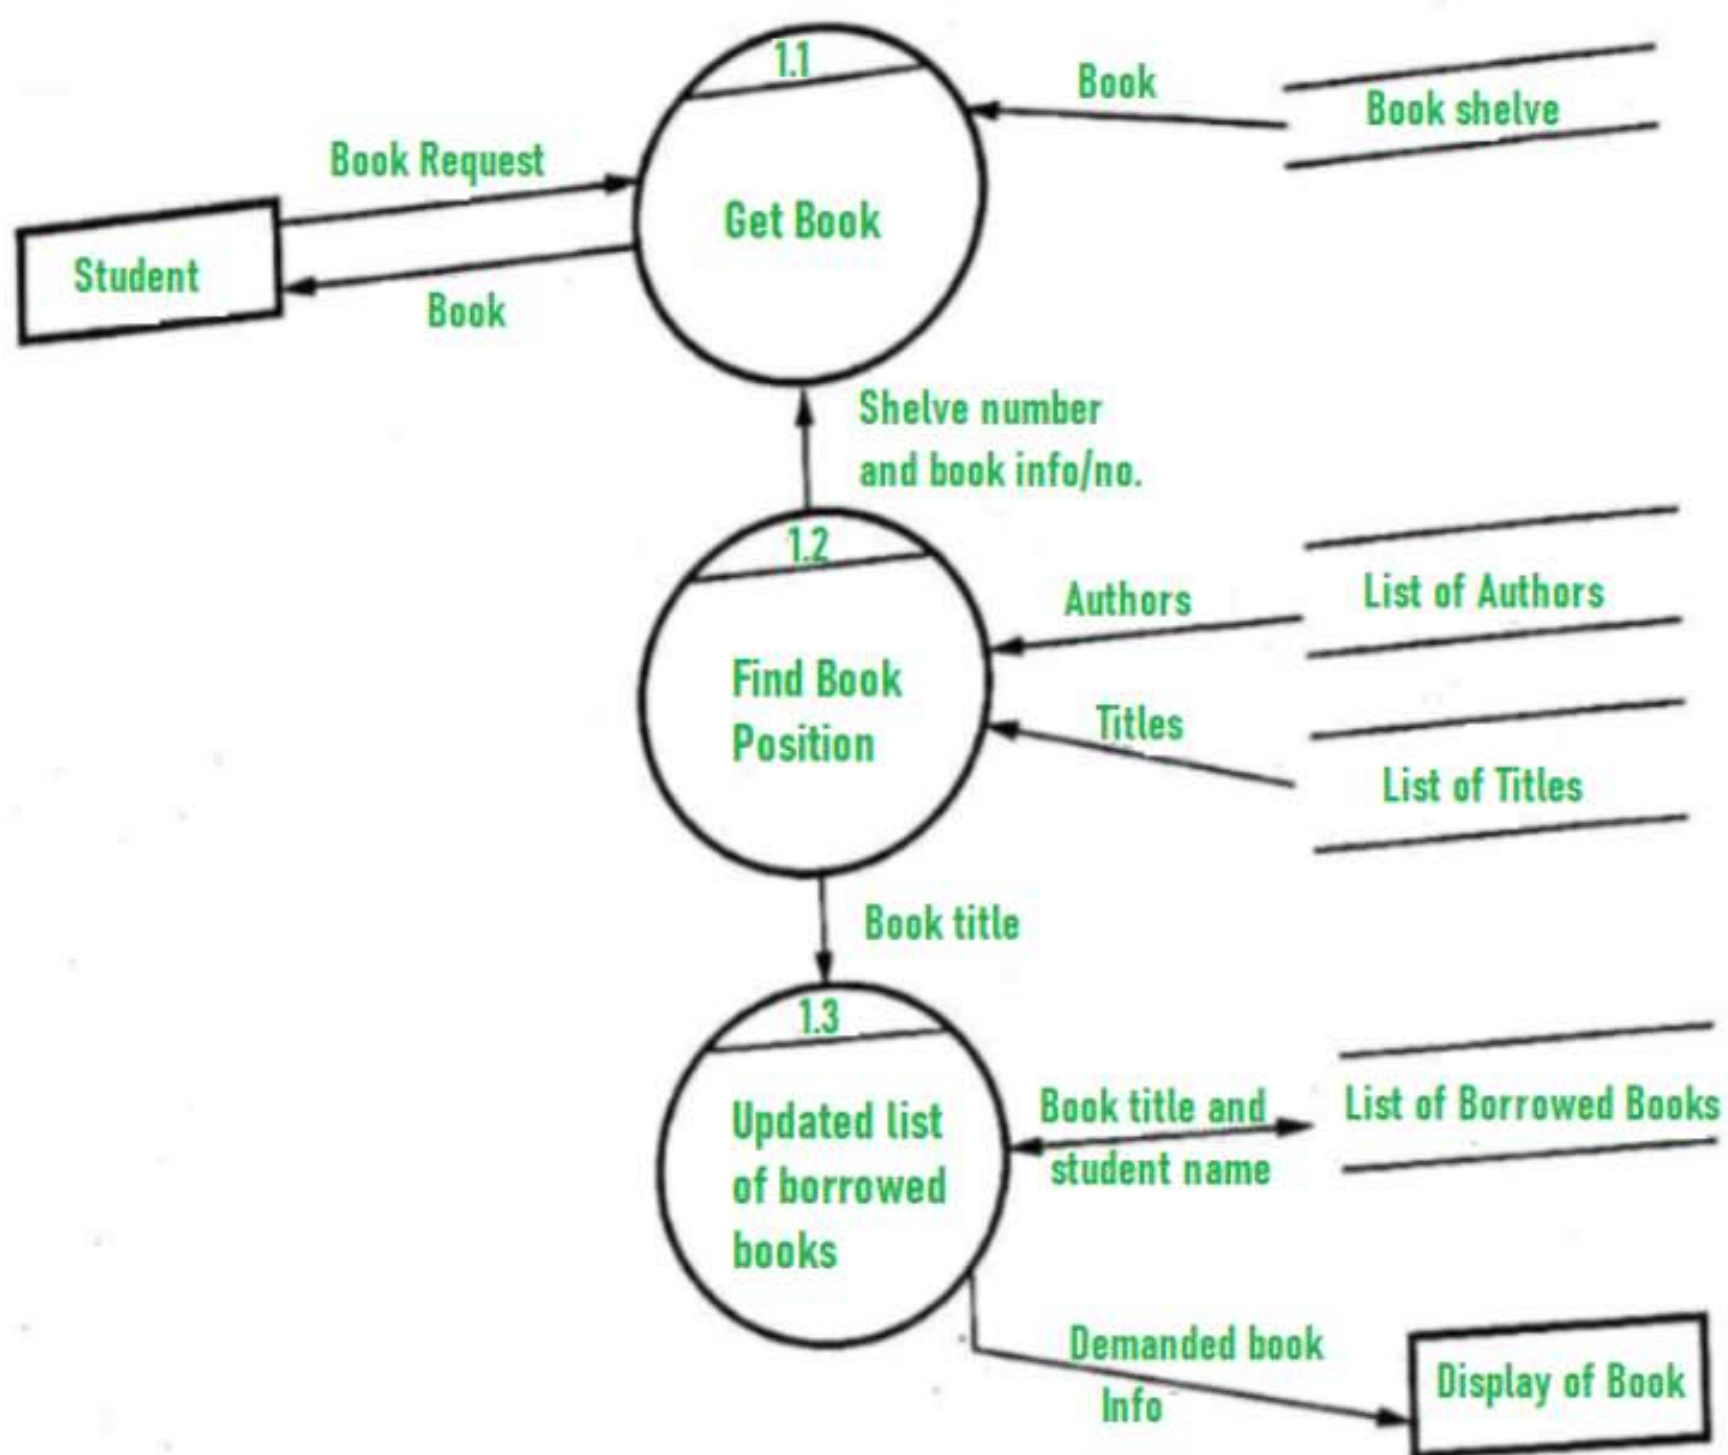 1.1
Book
Book shelve
Book Request
Get Book
Student
Book
Shelve number
and book info/no.
1.2
Authors
List of Authors
Find Book
Position
Titles
List of Titles
Book title
1.3
Updated list
of borrowed
books
Book title and
student name
List of Borrowed Books
Demanded book
Info
Display of Book